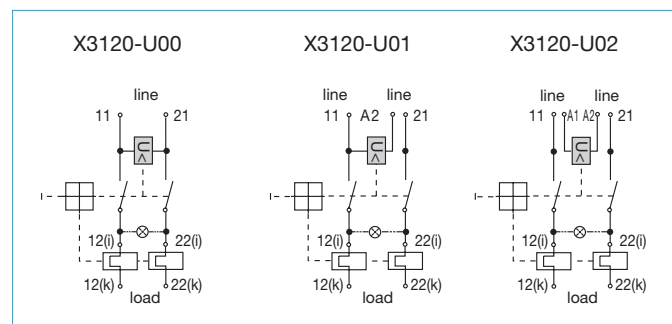 X3120-U00
line
11 21
U<
12(i) 22(i)
12(k) 22(k)
load
X3120-U01
line line
11 A2 21
U<
12(i) 22(i)
12(k) 22(k)
load
X3120-U02
line line
11 A1 A2 21
U<
12(i) 22(i)
12(k) 22(k)
load